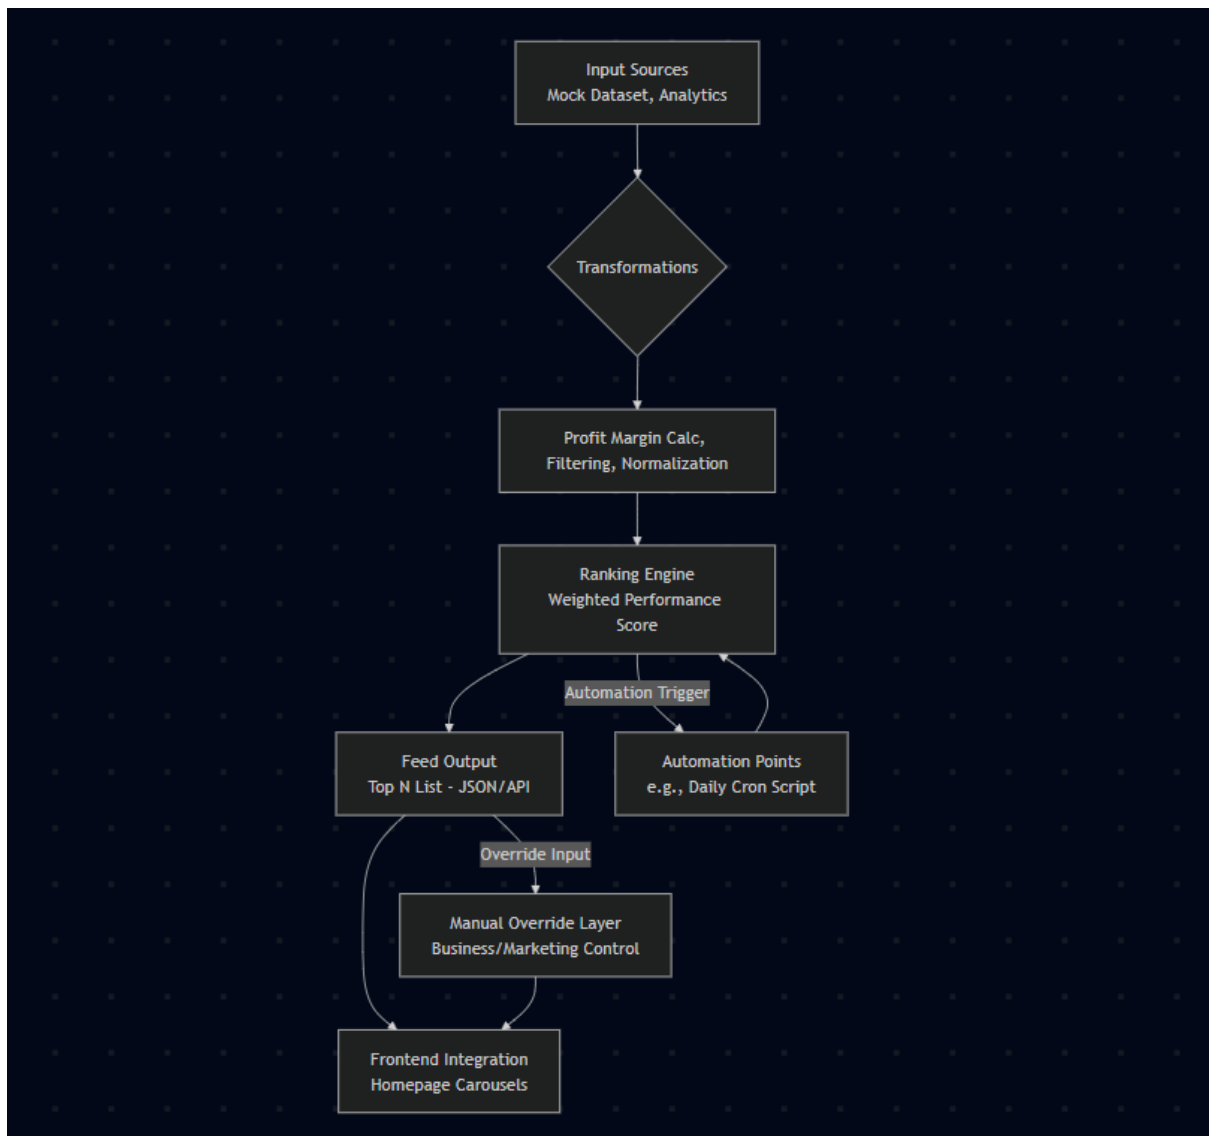 Input Sources
Mock Dataset, Analytics
Transformations
Profit Margin Calc,
Filtering, Normalization
Ranking Engine
Weighted Performance
Score
Automation Trigger
Feed Output
Top N List - JSON/API
Automation Points
e.g., Daily Cron Script
Override Input
Manual Override Layer
Business/Marketing Control
Frontend Integration
Homepage Carousels